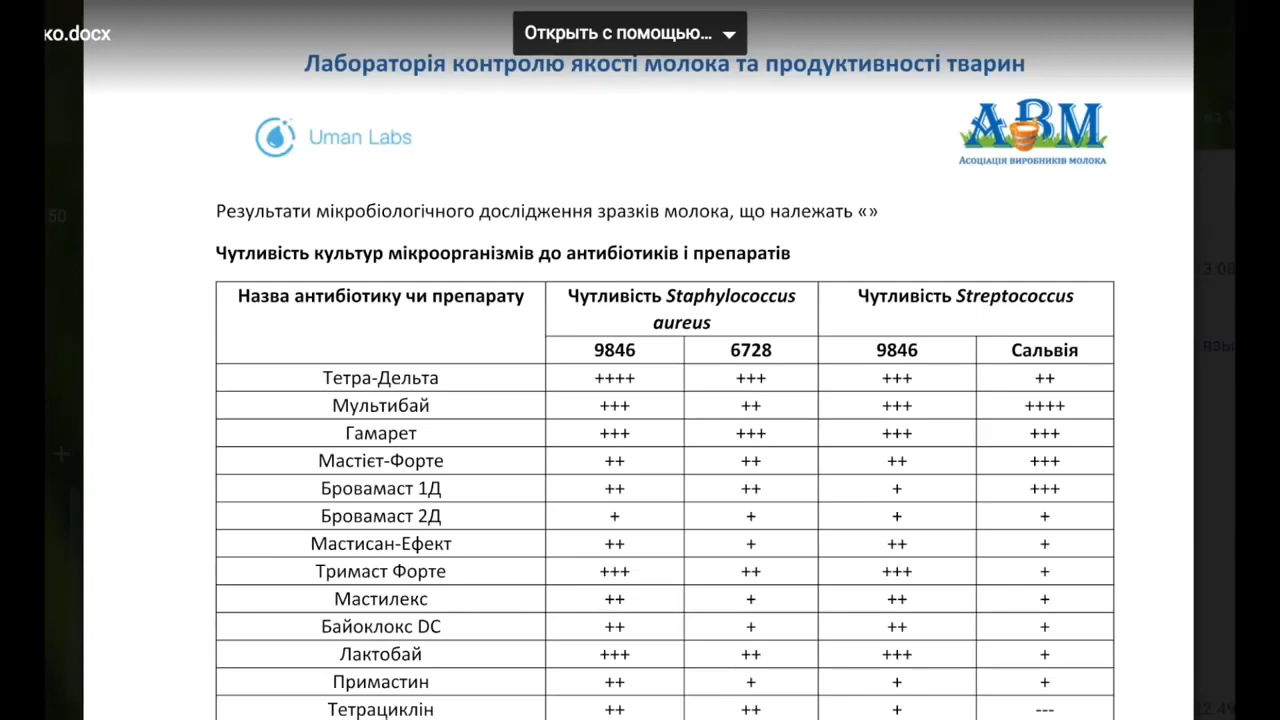 ко.docx
Открыть с помощью...
Лабораторія контролю якості молока та продуктивності тварин
Uman Labs
АВМ
Асоціація виробників молока
Результати мікробіологічного дослідження зразків молока, що належать «»
Чутливість культур мікроорганізмів до антибіотиків і препаратів
Назва антибіотику чи препарату Чутливість Staphylococcus aureus Чутливість Streptococcus
9846 6728 9846 Сальвія
Тетра-Дельта ++++ +++ +++ ++
Мультибай +++ ++ +++ ++++
Гамарет +++ +++ +++ +++
Мастієт-Форте ++ ++ ++ +++
Бровамаст 1Д ++ ++ + +++
Бровамаст 2Д + + + +
Мастисан-Ефект ++ + ++ +
Тримаст Форте +++ ++ +++ +
Мастилекс ++ + ++ +
Байоклокс DC ++ + ++ +
Лактобай +++ ++ +++ +
Примастин ++ + + +
Тетрациклін ++ ++ + ---
50